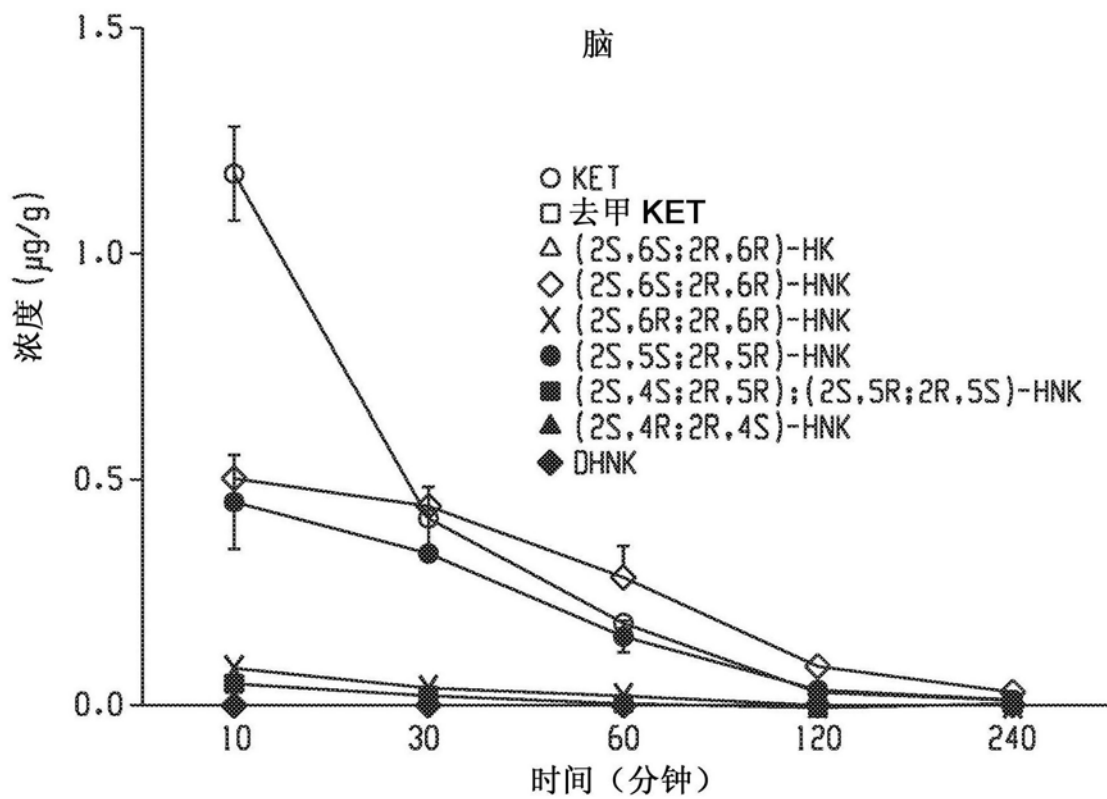 脑
1.5
1.0
0.5
0.0
浓度 (µg/g)
KET
去甲 KET
(2S,6S;2R,6R)-HK
(2S,6S;2R,6R)-HNK
(2S,6R;2R,6R)-HNK
(2S,5S;2R,5R)-HNK
(2S,4S;2R,5R);(2S,5R;2R,5S)-HNK
(2S,4R;2R,4S)-HNK
DHNK
10 30 60 120 240
时间（分钟）